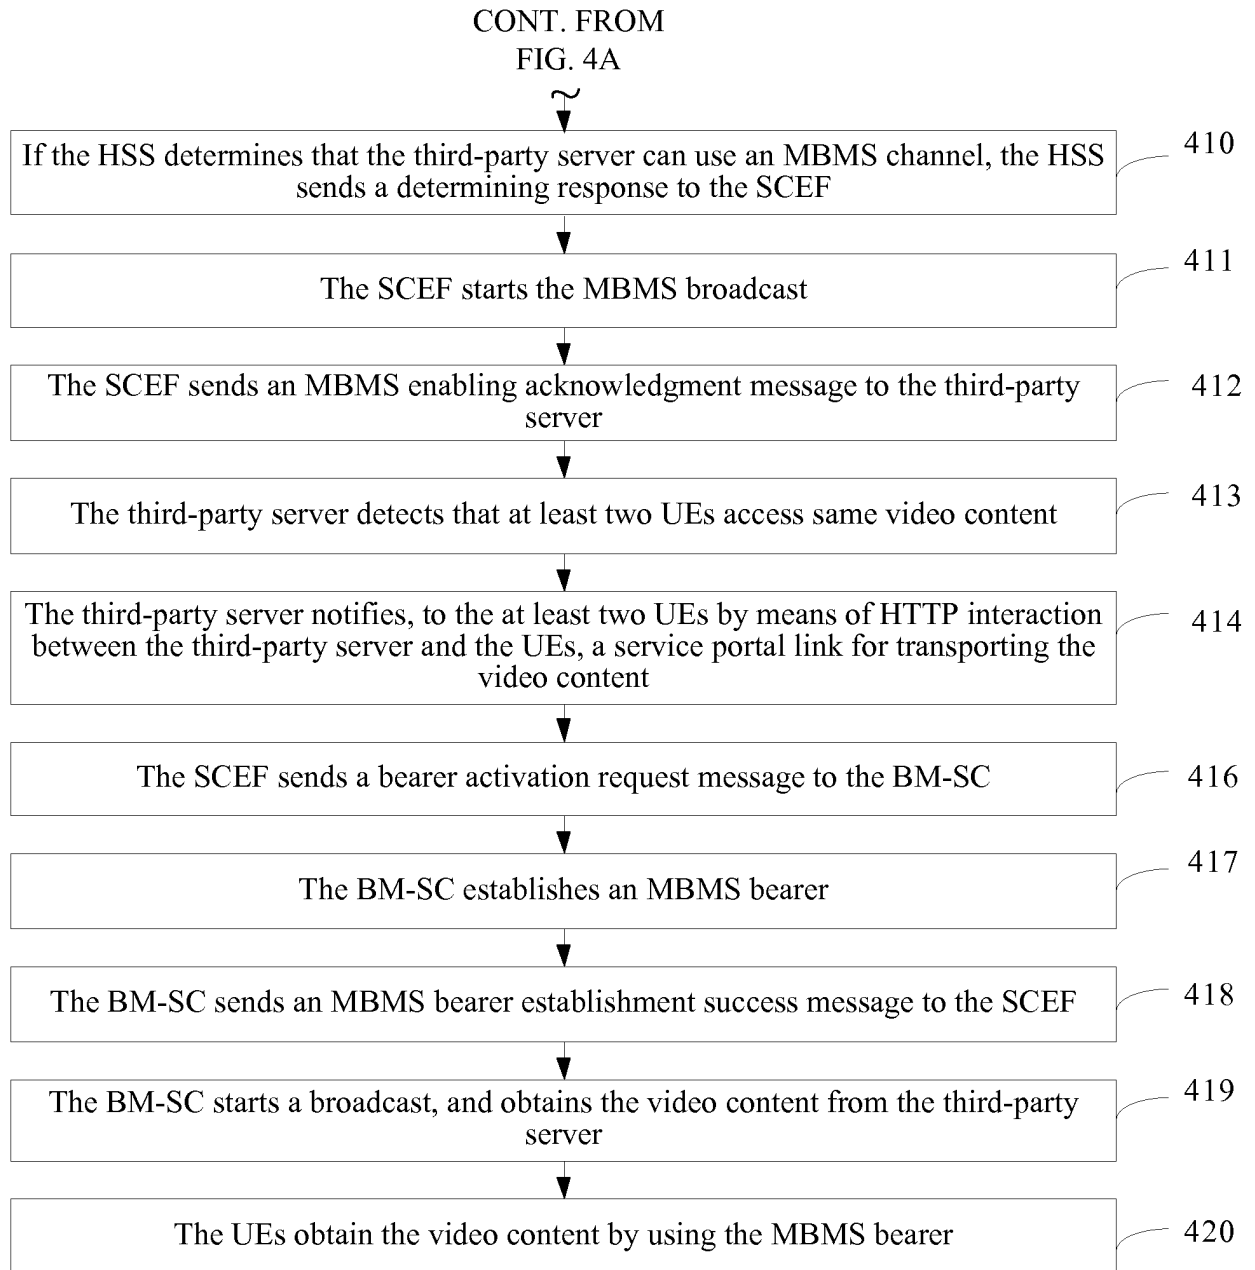 CONT. FROM
FIG. 4A
If the HSS determines that the third-party server can use an MBMS channel, the HSS
sends a determining response to the SCEF
410
The SCEF starts the MBMS broadcast
411
The SCEF sends an MBMS enabling acknowledgment message to the third-party
server
412
The third-party server detects that at least two UEs access same video content
413
The third-party server notifies, to the at least two UEs by means of HTTP interaction
between the third-party server and the UEs, a service portal link for transporting the
video content
414
The SCEF sends a bearer activation request message to the BM-SC
416
The BM-SC establishes an MBMS bearer
417
The BM-SC sends an MBMS bearer establishment success message to the SCEF
418
The BM-SC starts a broadcast, and obtains the video content from the third-party
server
419
The UEs obtain the video content by using the MBMS bearer
420